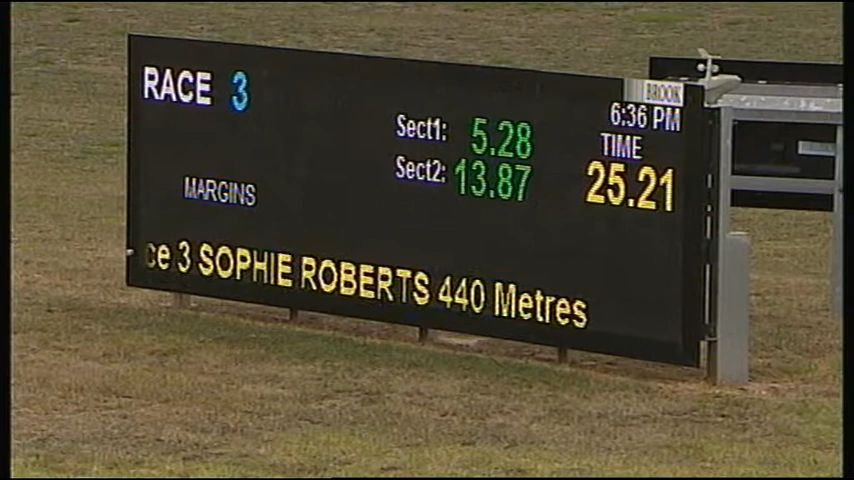 BROOK
RACE 3
6:36 PM
Sect1: 5.28
TIME
Sect2: 13.87
25.21
MARGINS
ce 3 SOPHIE ROBERTS 440 Metres